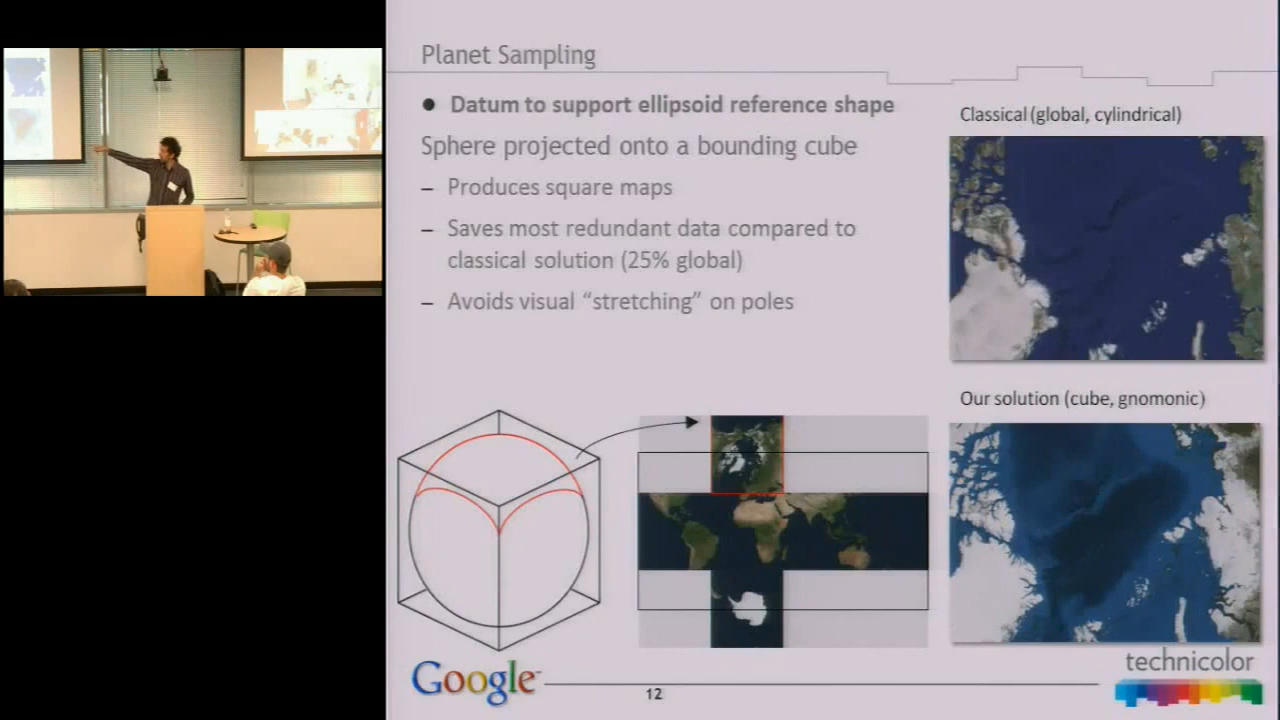 Planet Sampling
● Datum to support ellipsoid reference shape
Sphere projected onto a bounding cube
– Produces square maps
– Saves most redundant data compared to
classical solution (25% global)
– Avoids visual “stretching” on poles
Classical (global, cylindrical)
Our solution (cube, gnomonic)
Google™
12
technicolor